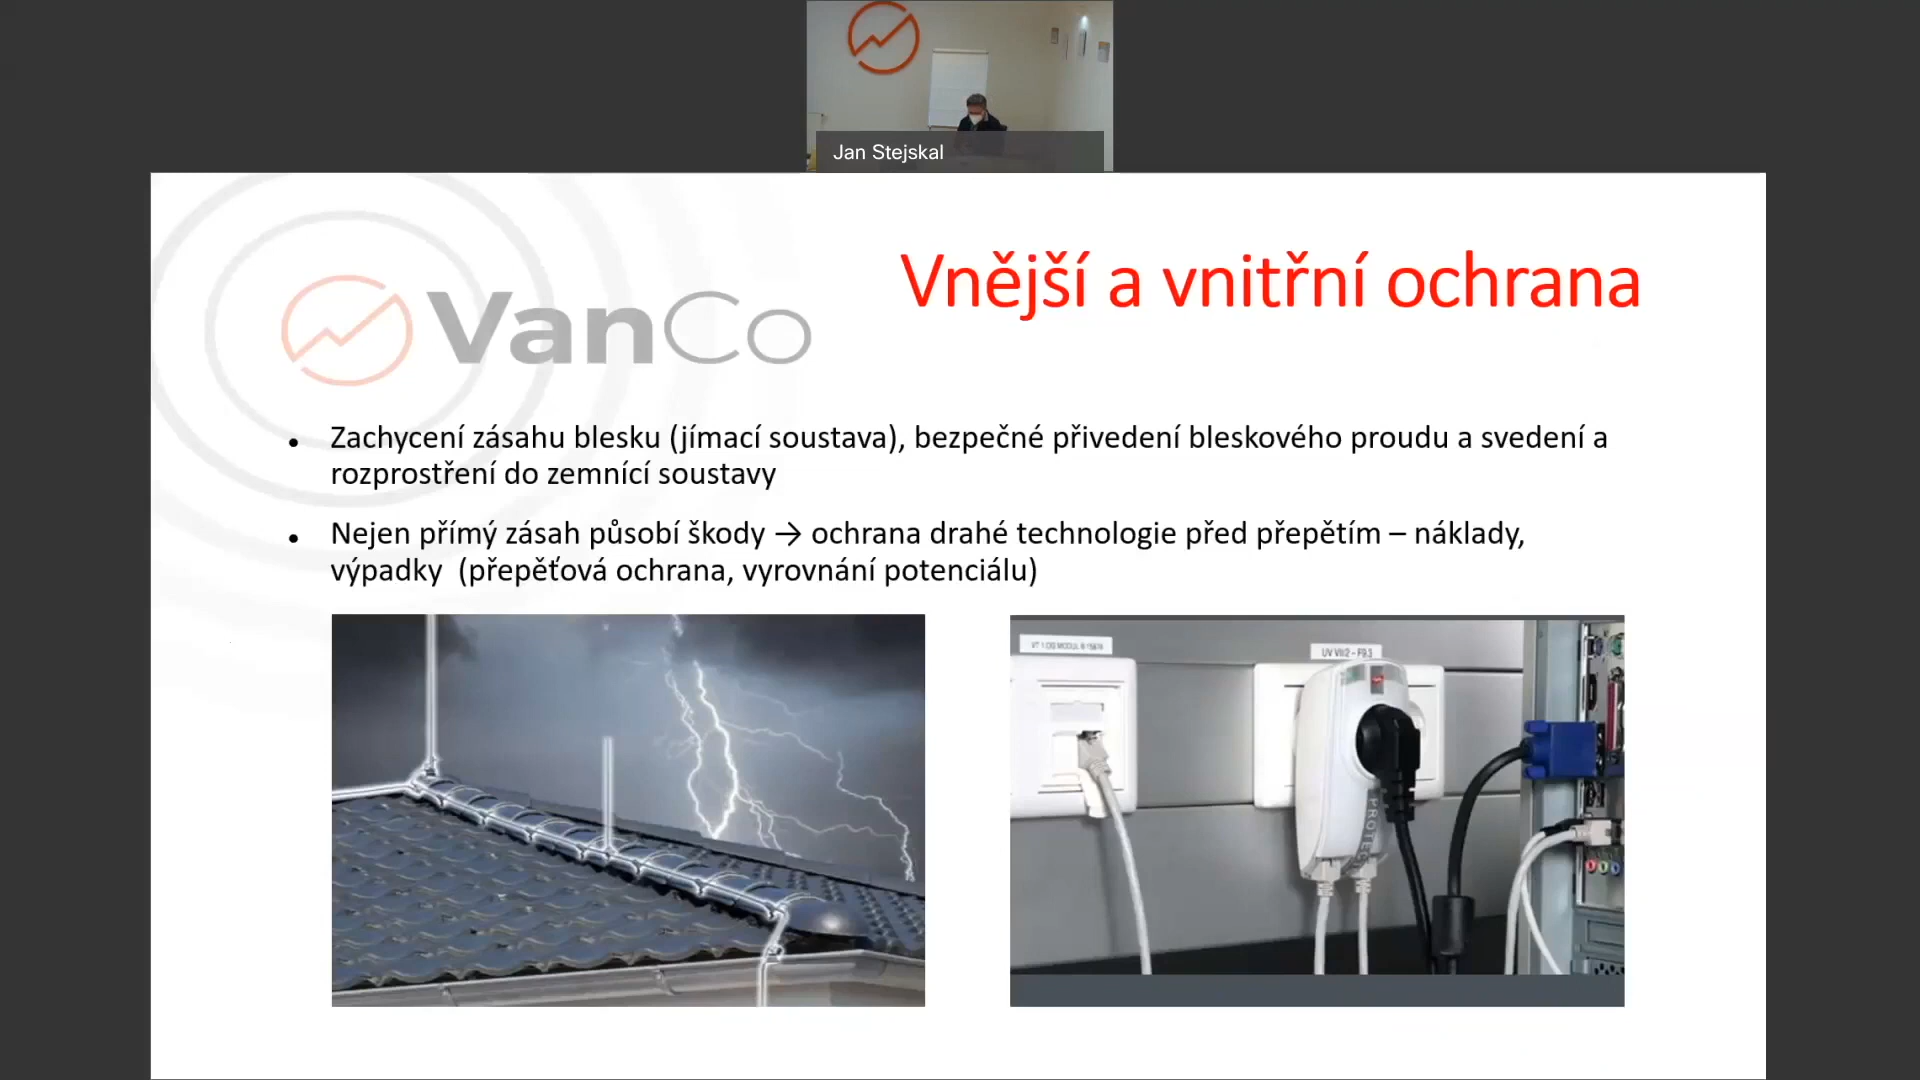 Jan Stejskal
VanCo
Vnější a vnitřní ochrana
• Zachycení zásahu blesku (jímací soustava), bezpečné přivedení bleskového proudu a svedení a
rozprostření do zemnící soustavy
• Nejen přímý zásah působí škody → ochrana drahé technologie před přepětím – náklady,
výpadky (přepěťová ochrana, vyrovnání potenciálu)
PROTECT